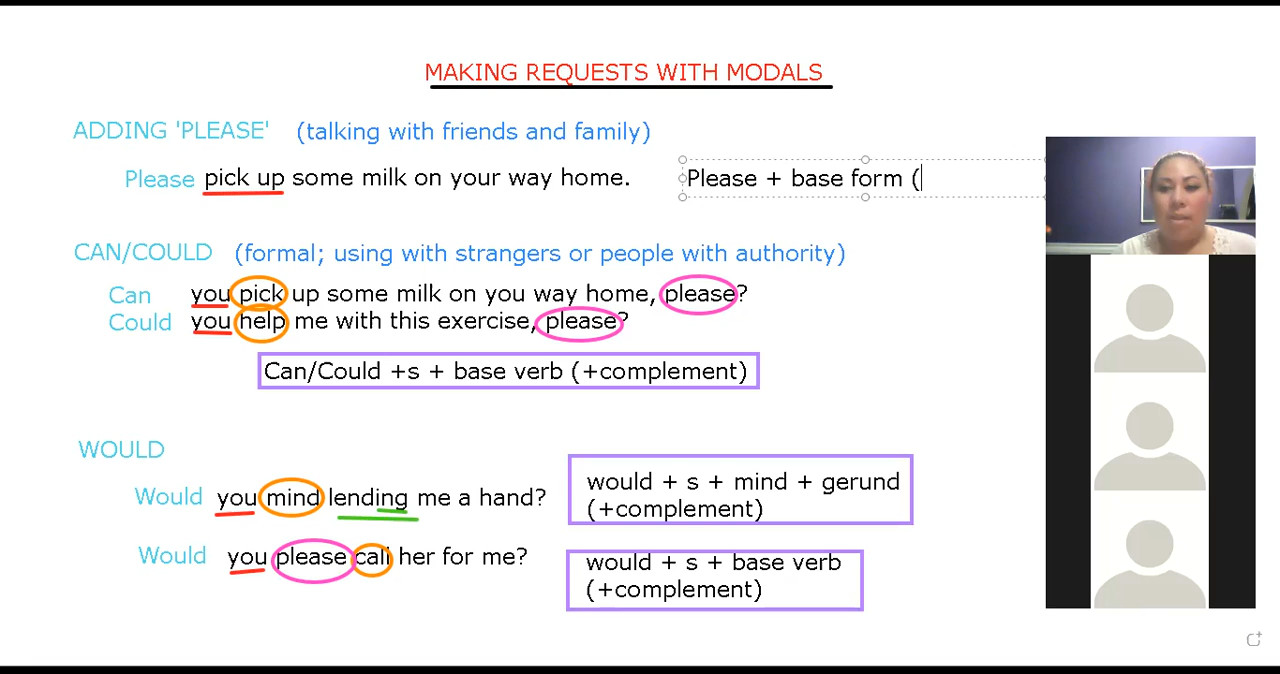 MAKING REQUESTS WITH MODALS
ADDING 'PLEASE' (talking with friends and family)
Please pick up some milk on your way home. Please + base form (
CAN/COULD (formal; using with strangers or people with authority)
Can you pick up some milk on you way home, please?
Could you help me with this exercise, please?
Can/Could +s + base verb (+complement)
WOULD
Would you mind lending me a hand?
would + s + mind + gerund
(+complement)
Would you please call her for me?
would + s + base verb
(+complement)